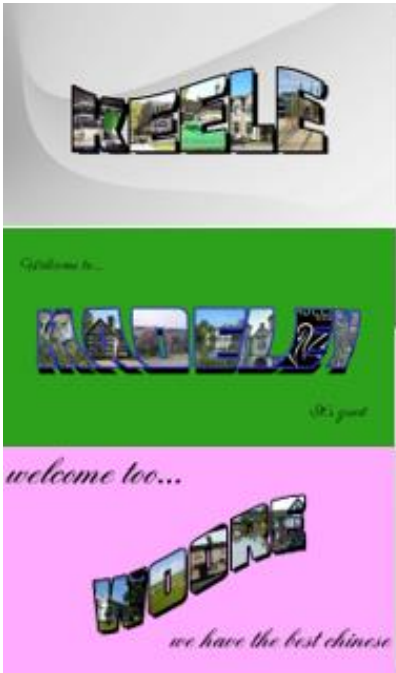 KEELE
Welcome to...
MADELEY
It's great
welcome too...
WOORE
we have the best chinese